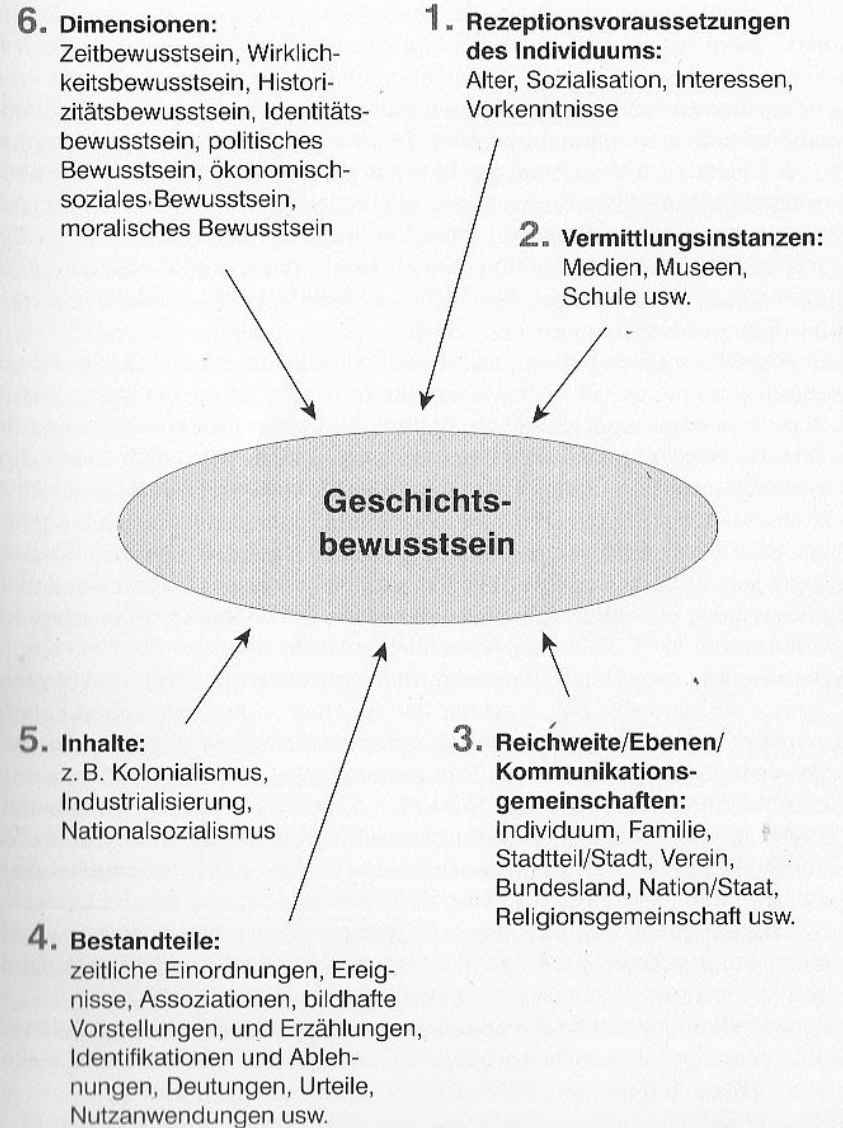 1. Rezeptionsvoraussetzungen
des Individuums:
Alter, Sozialisation, Interessen,
Vorkenntnisse
2. Vermittlungsinstanzen:
Medien, Museen,
Schule usw.
3. Reichweite/Ebenen/
Kommunikations-
gemeinschaften:
Individuum, Familie,
Stadtteil/Stadt, Verein,
Bundesland, Nation/Staat,
Religionsgemeinschaft usw.
4. Bestandteile:
zeitliche Einordnungen, Ereig-
nisse, Assoziationen, bildhafte
Vorstellungen, und Erzählungen,
Identifikationen und Ableh-
nungen, Deutungen, Urteile,
Nutzanwendungen usw.
5. Inhalte:
z. B. Kolonialismus,
Industrialisierung,
Nationalsozialismus
6. Dimensionen:
Zeitbewusstsein, Wirklich-
keitsbewusstsein, Histori-
zitätsbewusstsein, Identitäts-
bewusstsein, politisches
Bewusstsein, ökonomisch-
soziales Bewusstsein,
moralisches Bewusstsein
Geschichts-
bewusstsein